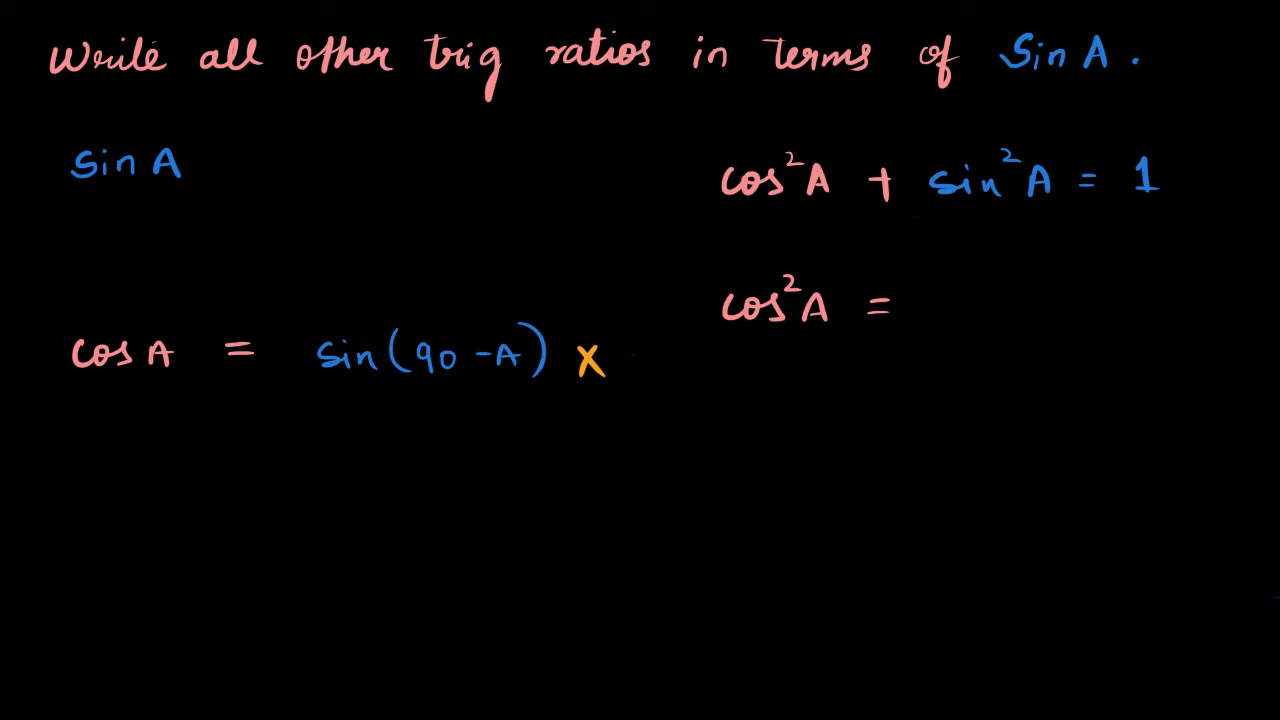 Write all other trig ratios in terms of Sin A.
sin A
cos²A + sin²A = 1
cos²A =
cos A = sin(90 - A) X